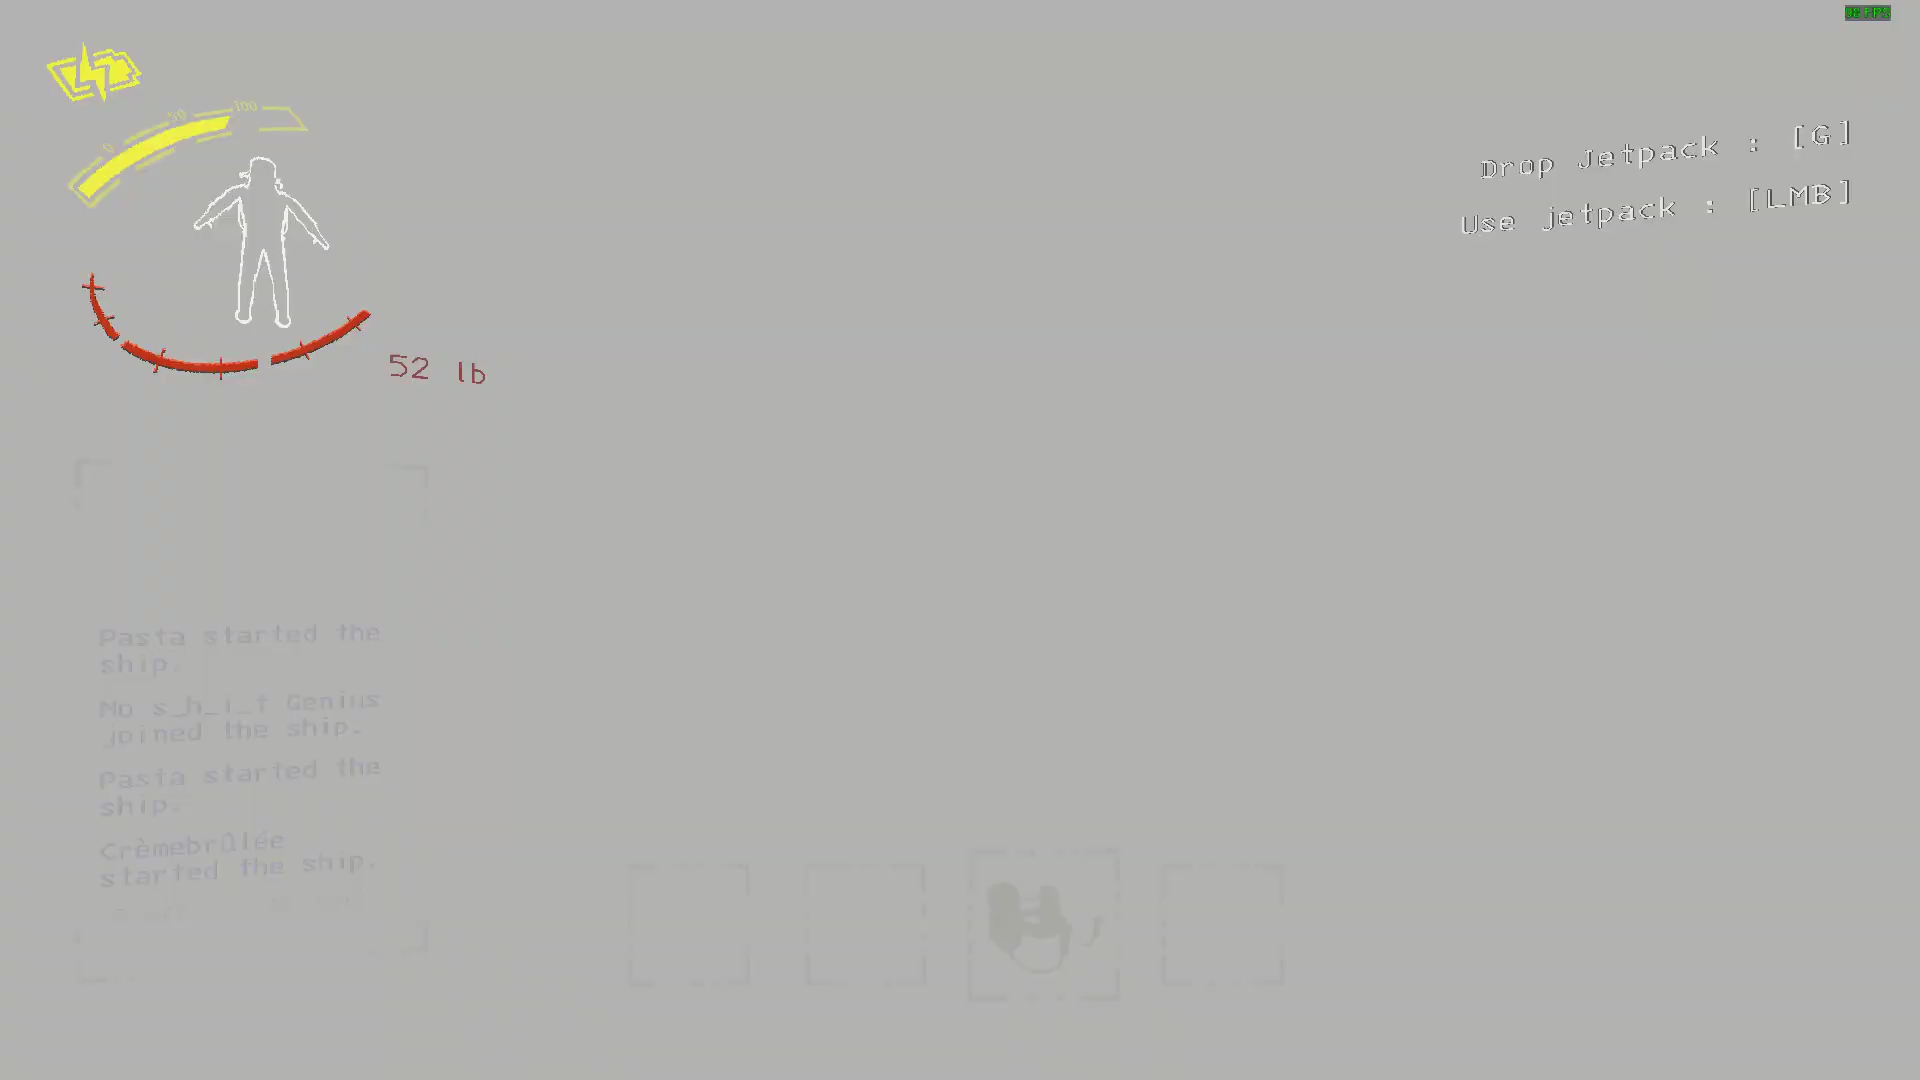 0 50 100
Drop Jetpack : [G]
Use jetpack : [LMB]
52 lb
Pasta started the
ship.
No s_h_i_t Genius
joined the ship.
Pasta started the
ship.
Crèmebrûlée
started the ship.